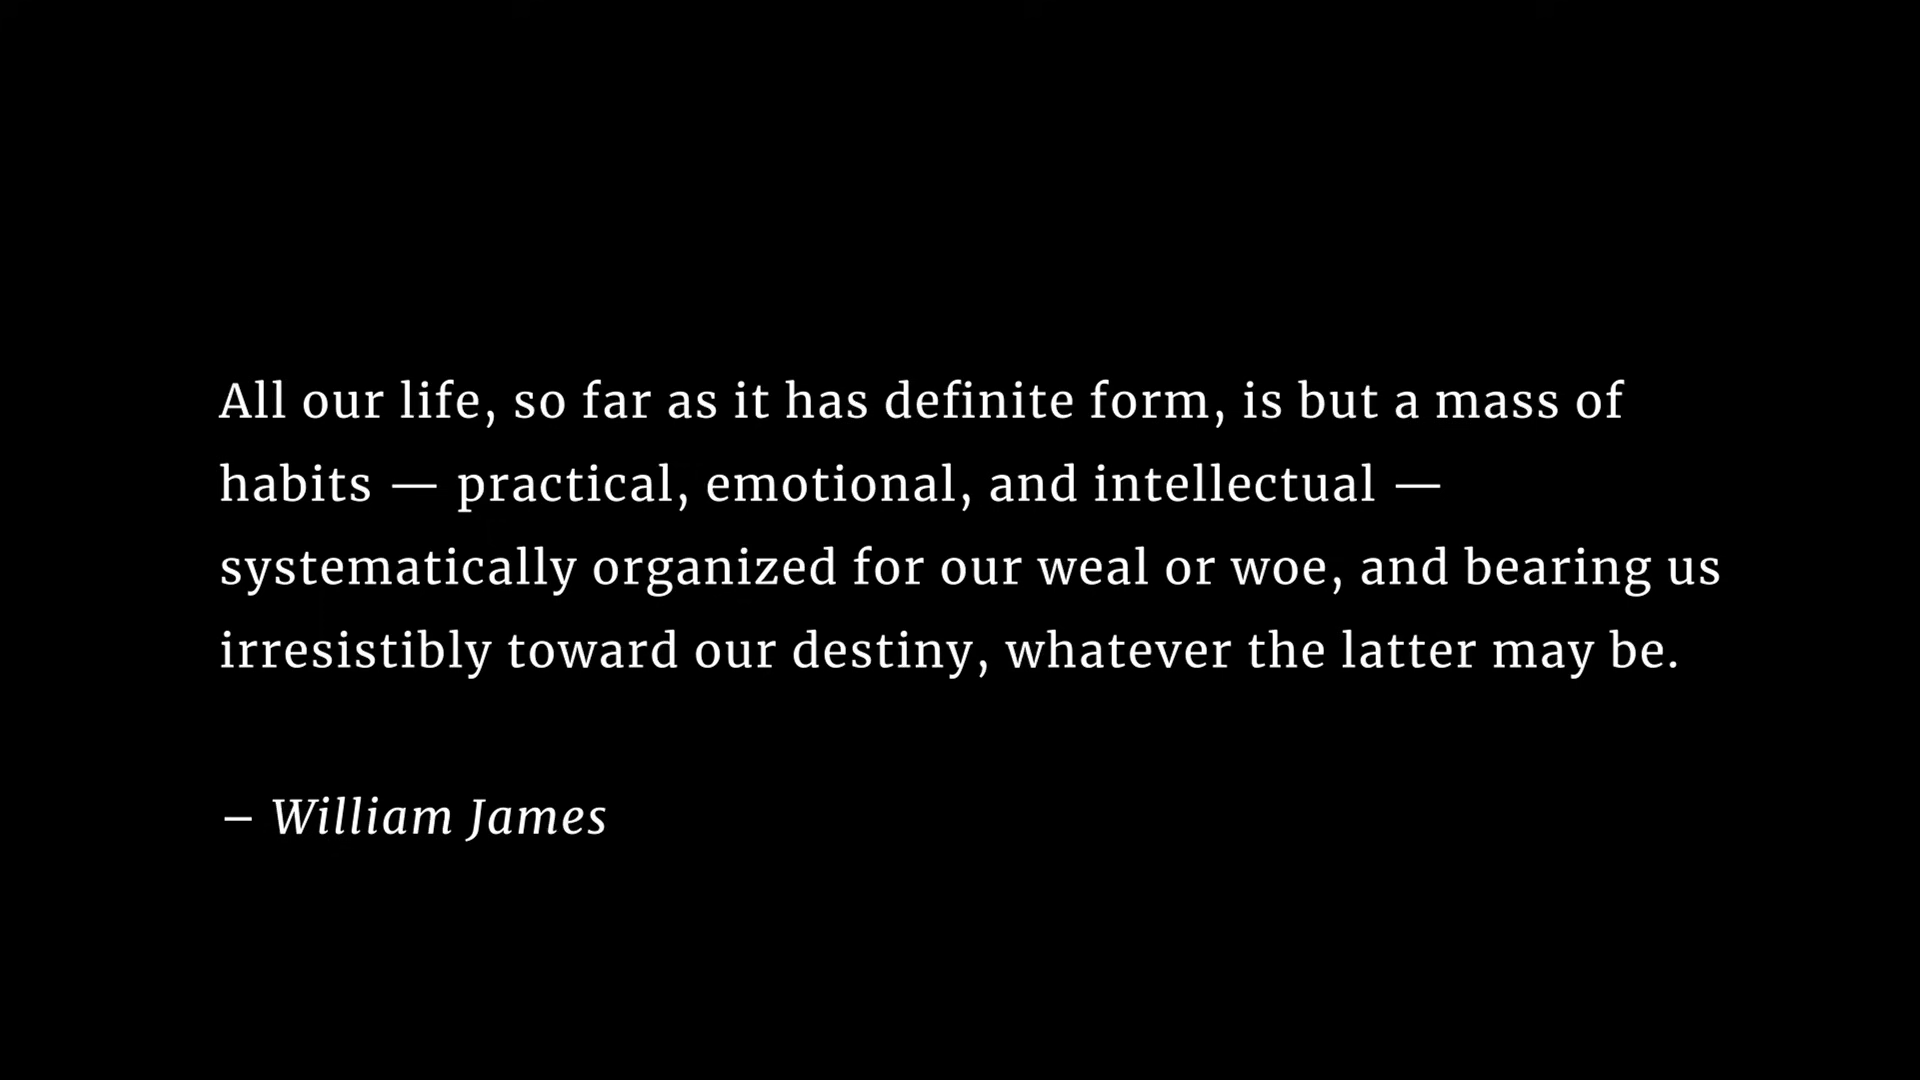 All our life, so far as it has definite form, is but a mass of
habits — practical, emotional, and intellectual —
systematically organized for our weal or woe, and bearing us
irresistibly toward our destiny, whatever the latter may be.
– William James